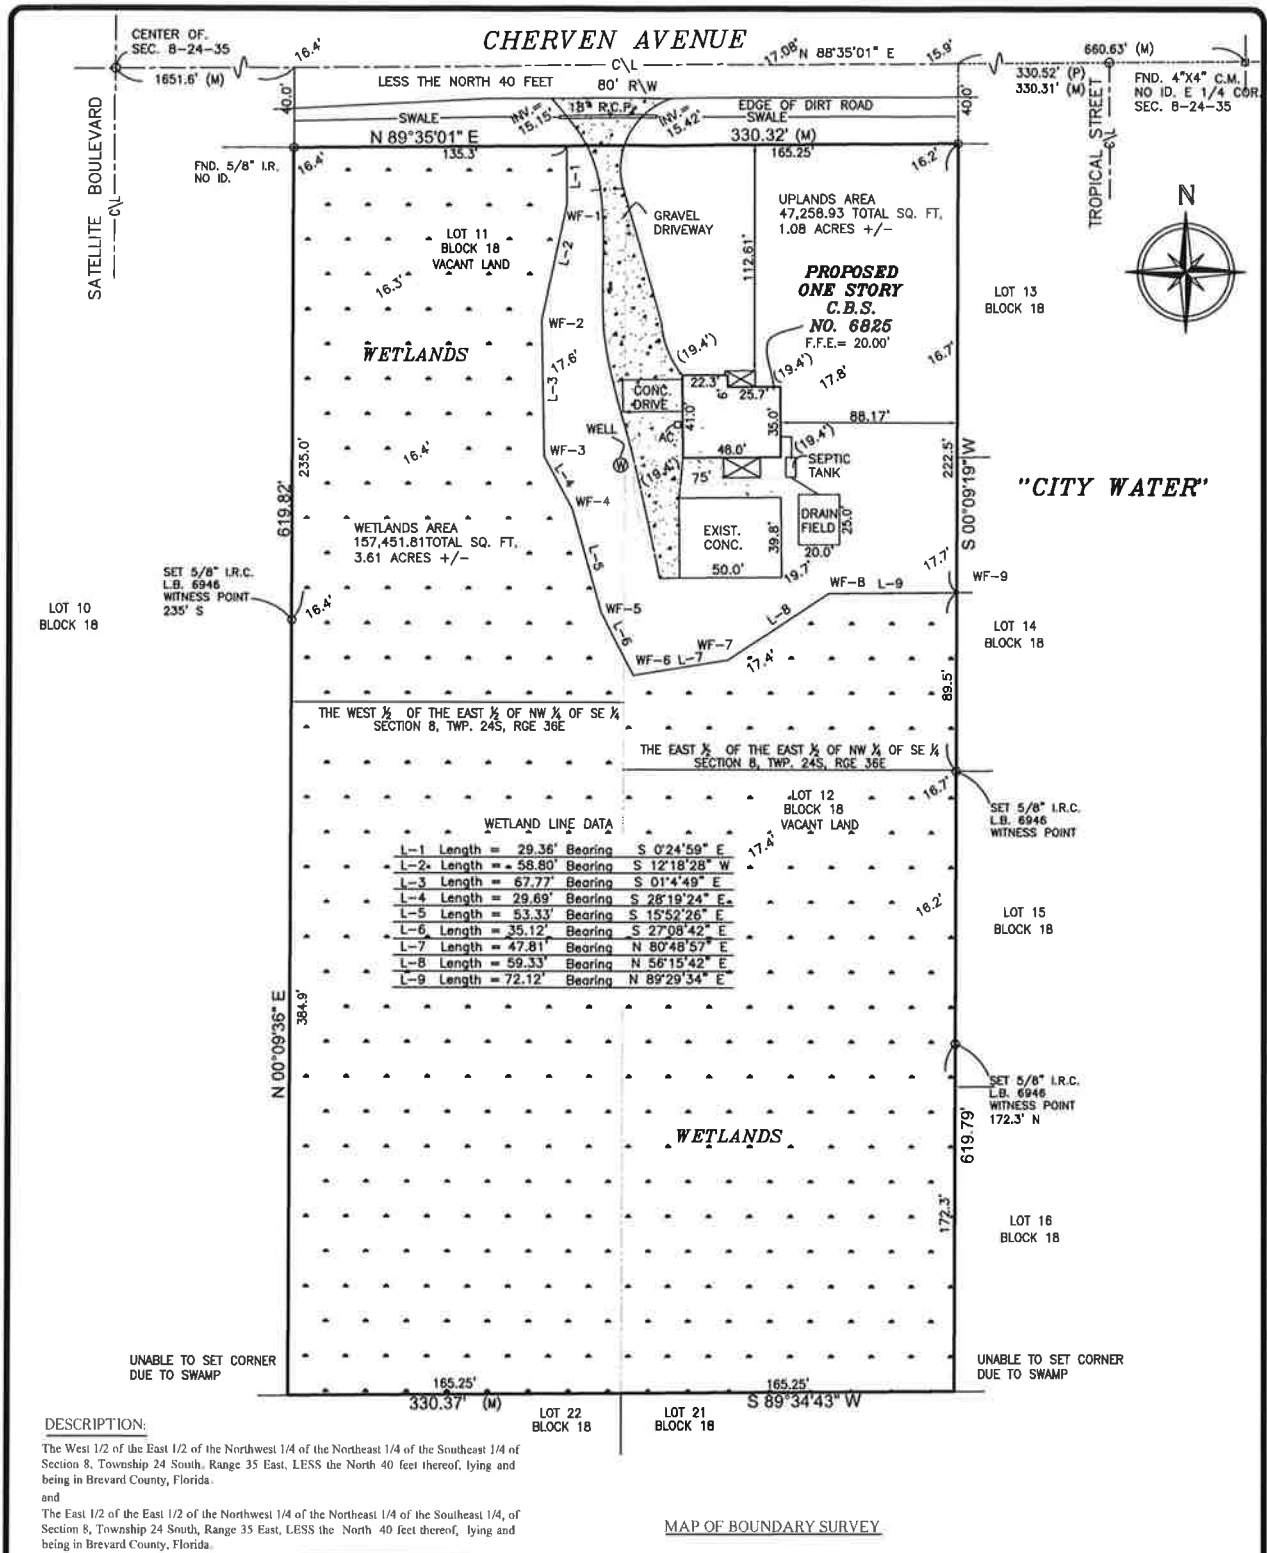 CENTER OF
SEC. 8-24-35
1651.6' (M)
16.4'
CHERVEN AVENUE
C\L
17.08'
N 88°35'01" E
15.9'
660.63' (M)
330.52' (P)
330.31' (M)
FND. 4"X4" C.M.
NO ID. E 1/4 COR.
SEC. 8-24-35
SATELLITE BOULEVARD
C\L
TROPICAL STREET
C\L
LESS THE NORTH 40 FEET
80' R\W
40.0'
40.0'
SWALE
INV.=
15.15'
18" R.C.P.
INV.=
15.42'
EDGE OF DIRT ROAD
SWALE
N 89°35'01" E
330.32' (M)
135.3'
165.25'
FND. 5/8" I.R.
NO ID.
16.4'
16.2'
L-1
WF-1
GRAVEL
DRIVEWAY
UPLANDS AREA
47,258.93 TOTAL SQ. FT.
1.08 ACRES +/-
N
LOT 11
BLOCK 18
VACANT LAND
L-2
112.61'
PROPOSED
ONE STORY
C.B.S.
NO. 6825
F.F.E.= 20.00'
LOT 13
BLOCK 18
16.3'
WF-2
WETLANDS
17.6'
L-3
(19.4')
(19.4')
17.8'
16.7'
CONC.
DRIVE
22.3'
6'
25.7'
41.0'
35.0'
88.17'
WELL
W
AC
48.0'
(19.4')
SEPTIC
TANK
WF-3
16.4'
235.0'
619.82'
222.5'
S 00°09'19" W
"CITY WATER"
L-4
WF-4
(19.4')
75'
DRAIN
FIELD
25.0'
20.0'
WETLANDS AREA
157,451.81TOTAL SQ. FT.
3.61 ACRES +/-
EXIST.
CONC.
39.8'
50.0'
19.7'
L-5
17.7'
WF-8 L-9
WF-9
SET 5/8" I.R.C.
L.B. 6946
WITNESS POINT
235' S
16.4'
LOT 10
BLOCK 18
WF-5
L-6
L-8
WF-7
WF-6 L-7
17.4'
LOT 14
BLOCK 18
89.5'
THE WEST ½ OF THE EAST ½ OF NW ¼ OF SE ¼
SECTION 8, TWP. 24S, RGE 36E
THE EAST ½ OF THE EAST ½ OF NW ¼ OF SE ¼
SECTION 8, TWP. 24S, RGE 36E
16.7'
LOT 12
BLOCK 18
VACANT LAND
SET 5/8" I.R.C.
L.B. 6946
WITNESS POINT
17.4'
WETLAND LINE DATA
L-1 Length = 29.36' Bearing S 0°24'59" E
L-2 Length = 58.80' Bearing S 12°18'28" W
L-3 Length = 67.77' Bearing S 01°4'49" E
L-4 Length = 29.69' Bearing S 28°19'24" E
L-5 Length = 53.33' Bearing S 15°52'26" E
L-6 Length = 35.12' Bearing S 27°08'42" E
L-7 Length = 47.81' Bearing N 80°48'57" E
L-8 Length = 59.33' Bearing N 56°15'42" E
L-9 Length = 72.12' Bearing N 89°29'34" E
16.2'
LOT 15
BLOCK 18
N 00°09'36" E
384.9'
SET 5/8" I.R.C.
L.B. 6946
WITNESS POINT
172.3' N
WETLANDS
619.79'
172.3'
LOT 16
BLOCK 18
UNABLE TO SET CORNER
DUE TO SWAMP
UNABLE TO SET CORNER
DUE TO SWAMP
165.25'
330.37' (M)
165.25'
S 89°34'43" W
LOT 22
BLOCK 18
LOT 21
BLOCK 18
DESCRIPTION:
The West 1/2 of the East 1/2 of the Northwest 1/4 of the Northeast 1/4 of the Southeast 1/4 of
Section 8, Township 24 South, Range 35 East, LESS the North 40 feet thereof, lying and
being in Brevard County, Florida.
and
The East 1/2 of the East 1/2 of the Northwest 1/4 of the Northeast 1/4 of the Southeast 1/4, of
Section 8, Township 24 South, Range 35 East, LESS the North 40 feet thereof, lying and
being in Brevard County, Florida.
MAP OF BOUNDARY SURVEY